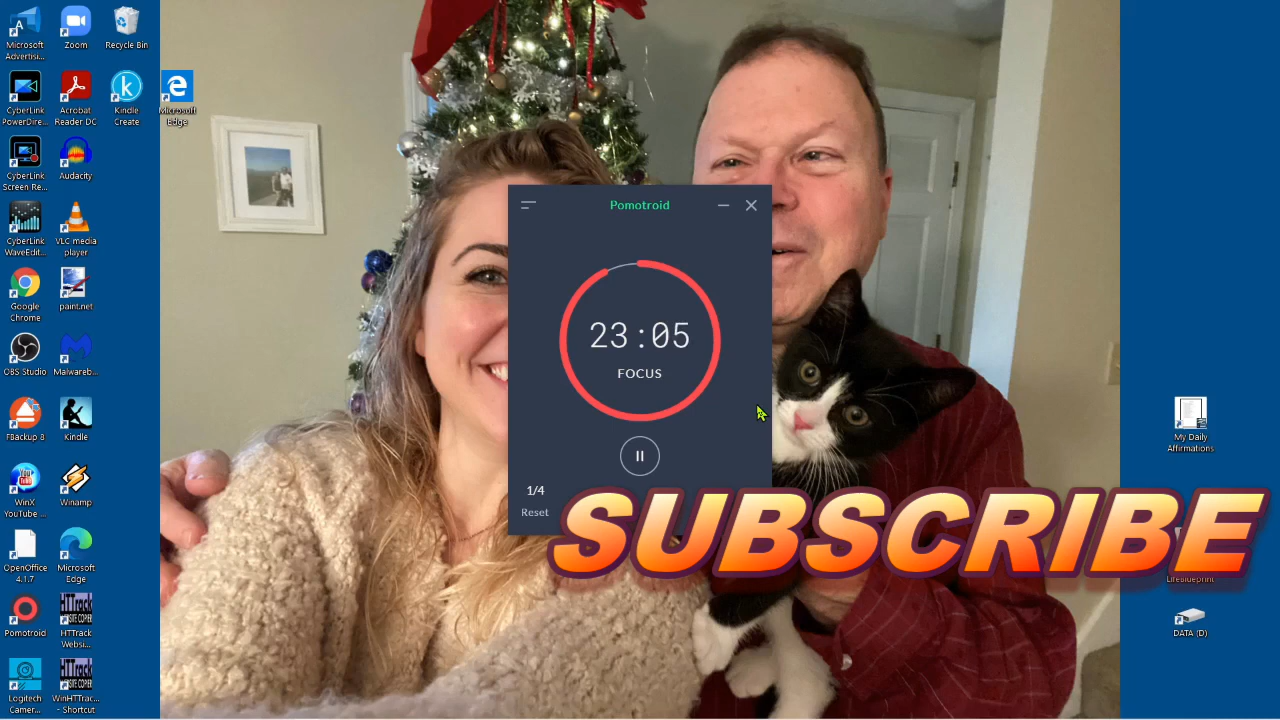 Microsoft
Advertisi...
Zoom
Recycle Bin
CyberLink
PowerDire...
Acrobat
Reader DC
Kindle
Create
Microsoft
Edge
CyberLink
Screen Re...
Audacity
CyberLink
WaveEdit...
VLC media
player
Google
Chrome
paint.net
OBS Studio
Malwareb...
FBackup 8
Kindle
WinX
YouTube ...
Winamp
OpenOffice
4.1.7
Microsoft
Edge
Pomotroid
HTTrack
Websi...
Logitech
Camer...
WinHTTrac...
- Shortcut
Pomotroid
23:05
FOCUS
1/4
Reset
SUBSCRIBE
My Daily
Affirmations
LifeBlueprint
DATA (D)